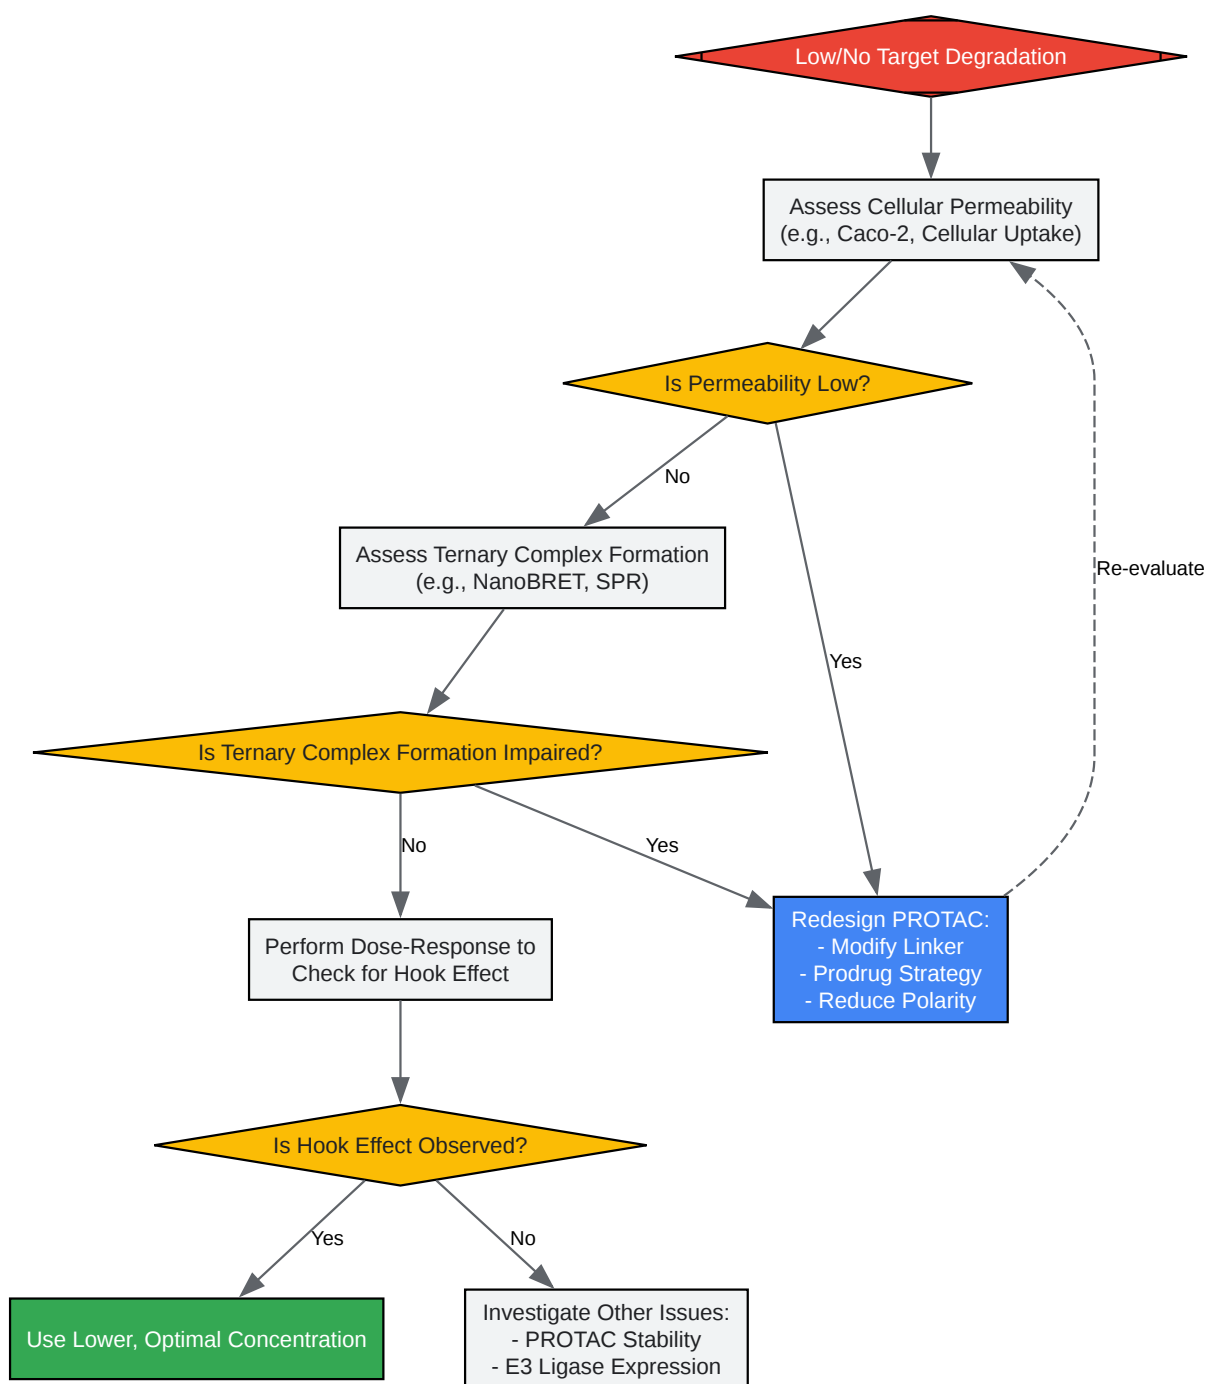 Low/No Target Degradation
Assess Cellular Permeability
(e.g., Caco-2, Cellular Uptake)
Is Permeability Low?
No
Assess Ternary Complex Formation
(e.g., NanoBRET, SPR)
Re-evaluate
Yes
Is Ternary Complex Formation Impaired?
No
Yes
Redesign PROTAC:
- Modify Linker
- Prodrug Strategy
- Reduce Polarity
Perform Dose-Response to
Check for Hook Effect
Is Hook Effect Observed?
Yes
No
Use Lower, Optimal Concentration
Investigate Other Issues:
- PROTAC Stability
- E3 Ligase Expression